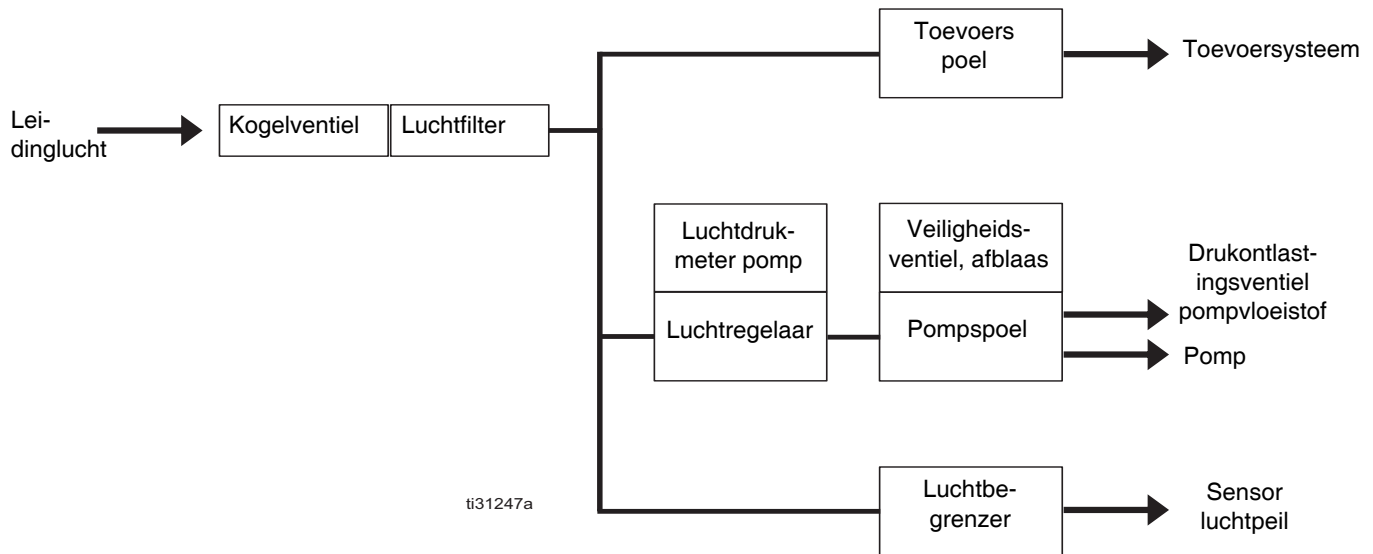 Toevoers
poel
Toevoersysteem
Lei-
dinglucht
Kogelventiel
Luchtfilter
Luchtdruk-
meter pomp
Veiligheids-
ventiel, afblaas
Drukontlast-
ingsventiel
pompvloeistof
Luchtregelaar
Pompspoel
Pomp
ti31247a
Luchtbe-
grenzer
Sensor
luchtpeil